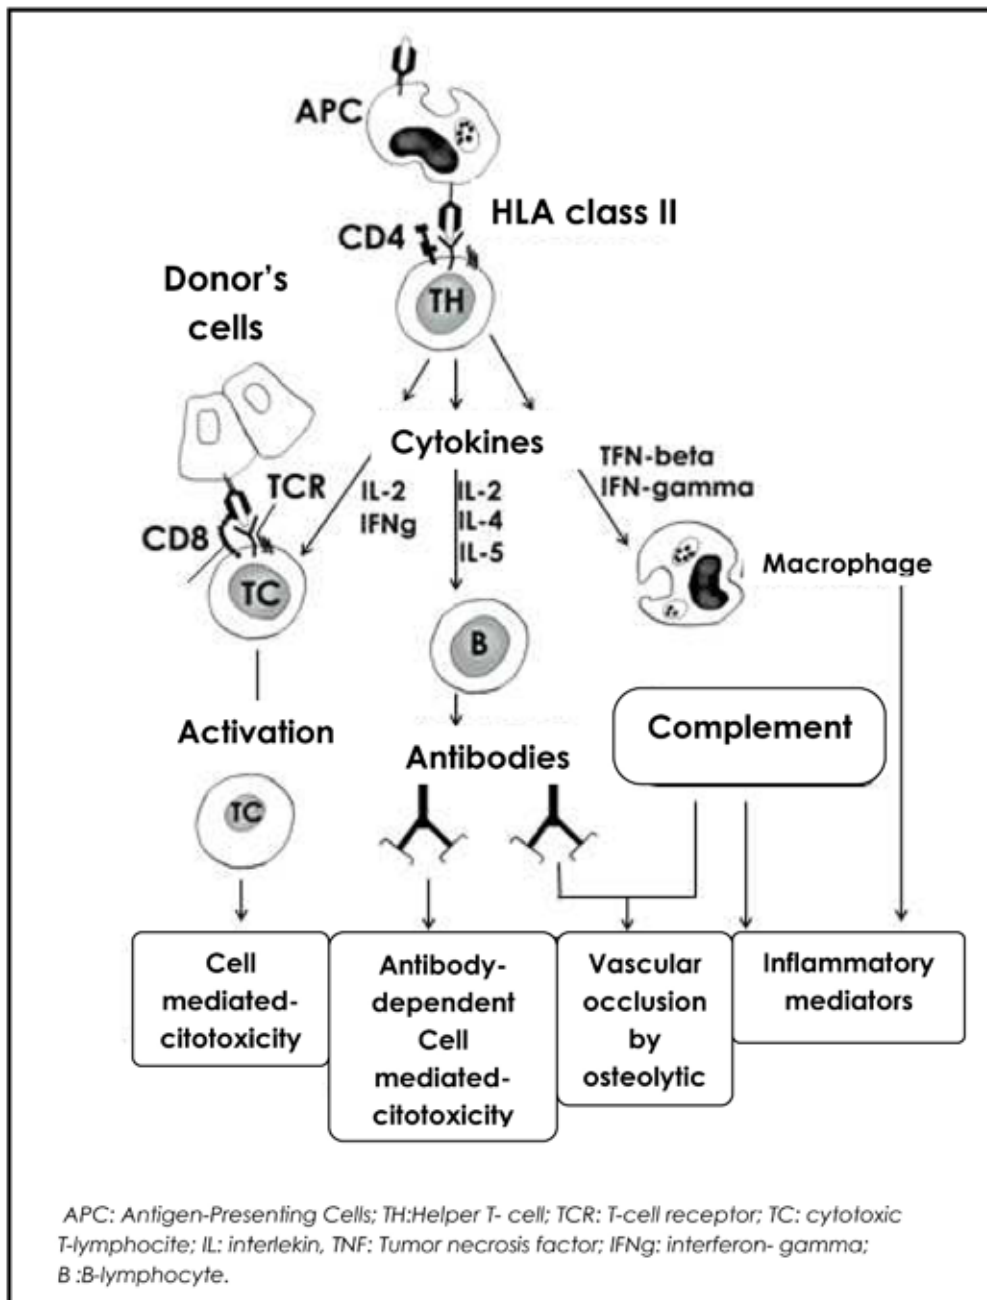 APC
HLA class II
CD4
TH
Donor's
cells
Cytokines
TCR
CD8
TC
IL-2
IFNg
IL-2
IL-4
IL-5
TFN-beta
IFN-gamma
Macrophage
B
Activation
Antibodies
Complement
TC
Cell
mediated-
citotoxicity
Antibody-
dependent
Cell
mediated-
citotoxicity
Vascular
occlusion
by
osteolytic
Inflammatory
mediators
APC: Antigen-Presenting Cells; TH:Helper T- cell; TCR: T-cell receptor; TC: cytotoxic
T-lymphocite; IL: interlekin, TNF: Tumor necrosis factor; IFNg: interferon- gamma;
B :B-lymphocyte.